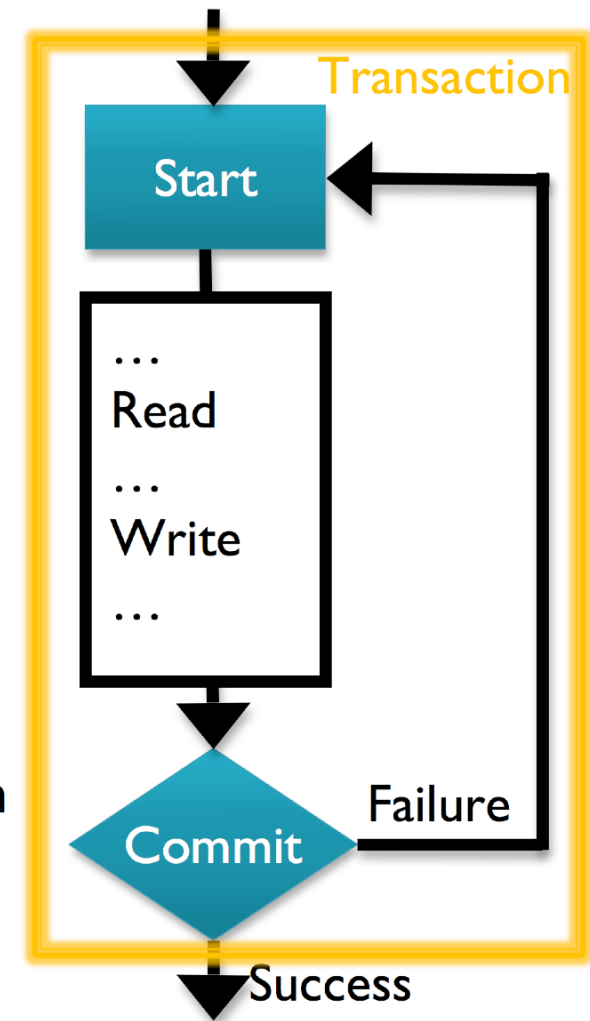 Transaction
Start
…
Read
…
Write
…
Commit
Failure
Success